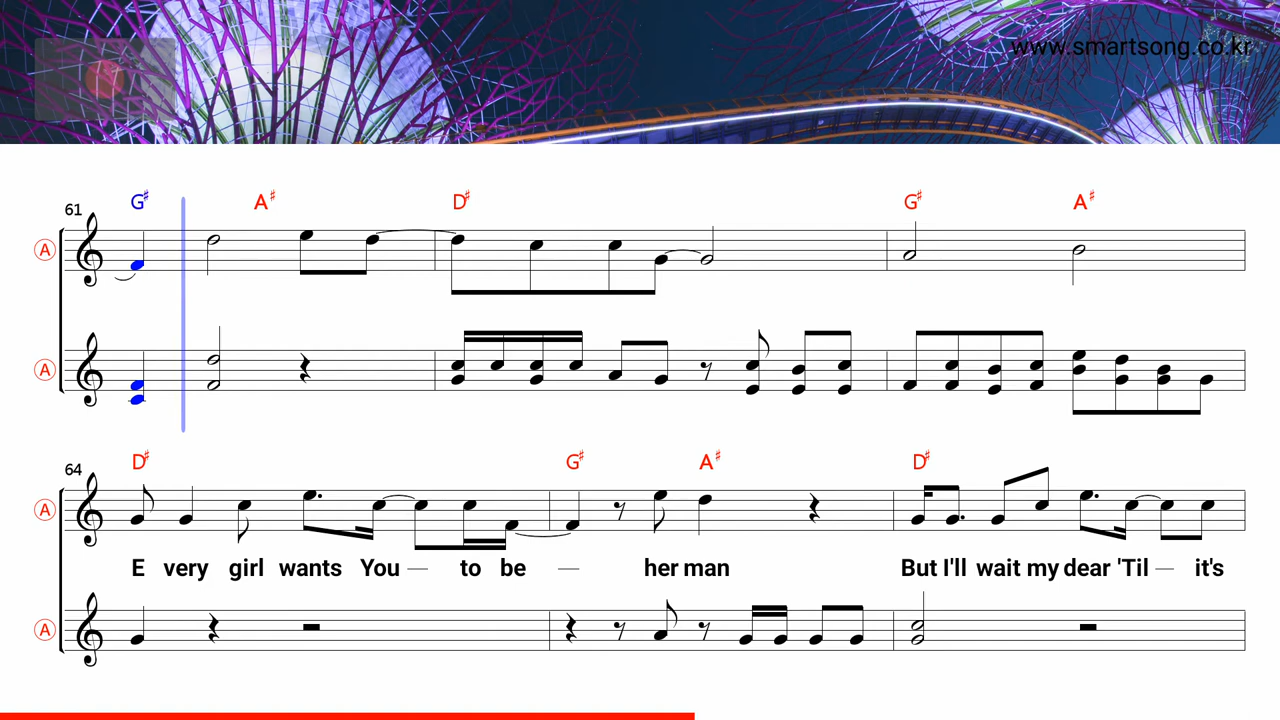 www.smartsong.co.kr
G♯ A♯ D♯ G♯ A♯
61
A
A
D♯ G♯ A♯ D♯
64
A
E very girl wants You — to be — her man But I'll wait my dear 'Til — it's
A